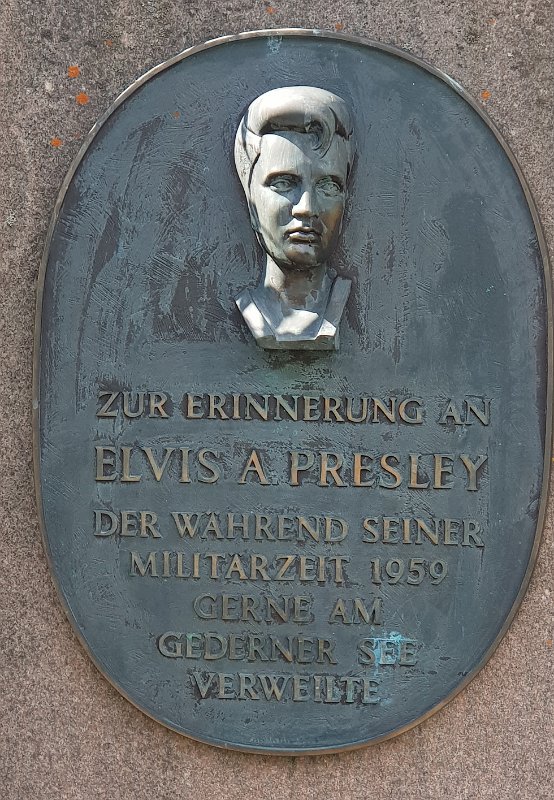 ZUR ERINNERUNG AN
ELVIS A. PRESLEY
DER WÄHREND SEINER
MILITÄRZEIT 1959
GERNE AM
GEDERNER SEE
VERWEILTE